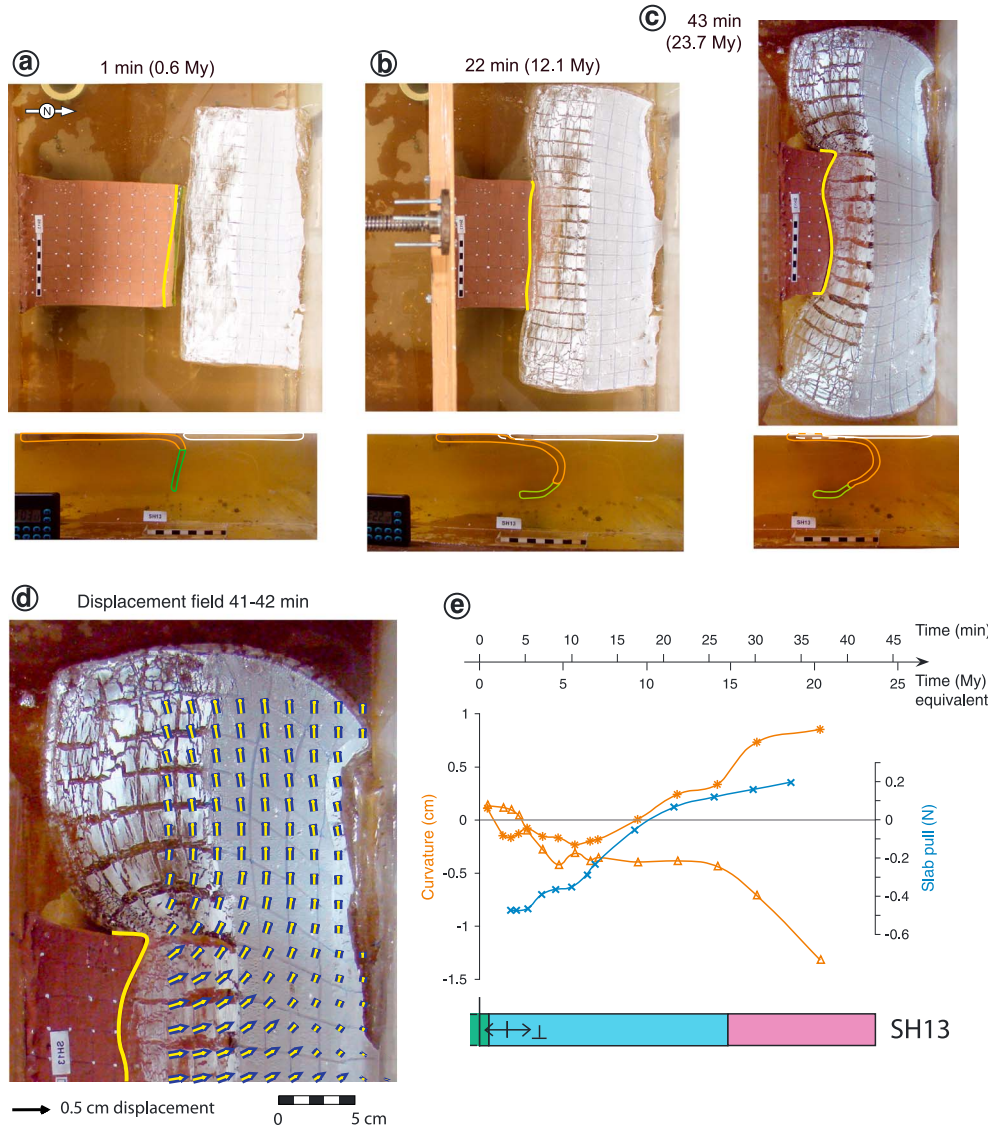 a
1 min (0.6 My)
N
b
22 min (12.1 My)
c
43 min
(23.7 My)
SH13
SH13
SH13
d
Displacement field 41-42 min
SH13
0.5 cm displacement
0
5 cm
e
Time (min)
0 5 10 15 20 25 30 35 40 45
Time (My)
equivalent
0 5 10 15 20 25
Curvature (cm)
1
0.5
0
-0.5
-1
-1.5
Slab pull (N)
0.2
0
-0.2
-0.4
-0.6
SH13